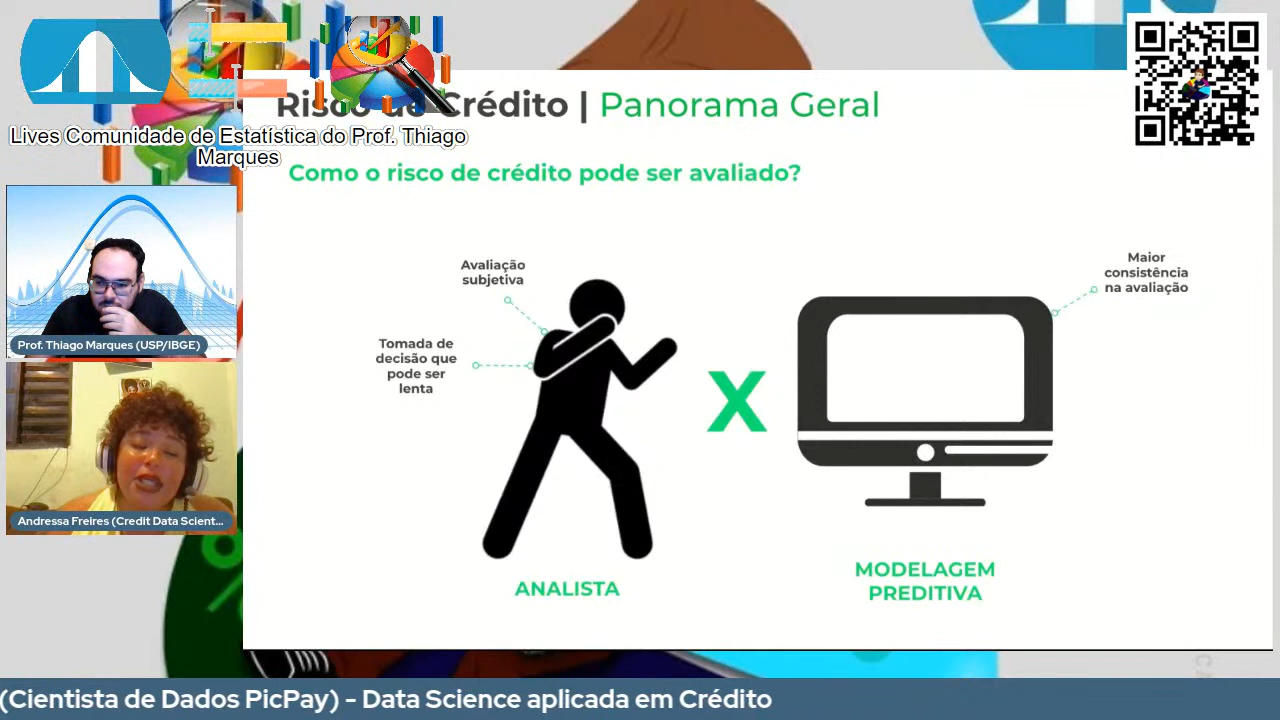 Risco de Crédito | Panorama Geral
Lives Comunidade de Estatística do Prof. Thiago
Marques
Como o risco de crédito pode ser avaliado?
Avaliação
subjetiva
Tomada de
decisão que
pode ser
lenta
X
Maior
consistência
na avaliação
ANALISTA
MODELAGEM
PREDITIVA
Prof. Thiago Marques (USP/IBGE)
Andressa Freires (Credit Data Scient...
(Cientista de Dados PicPay) - Data Science aplicada em Crédito